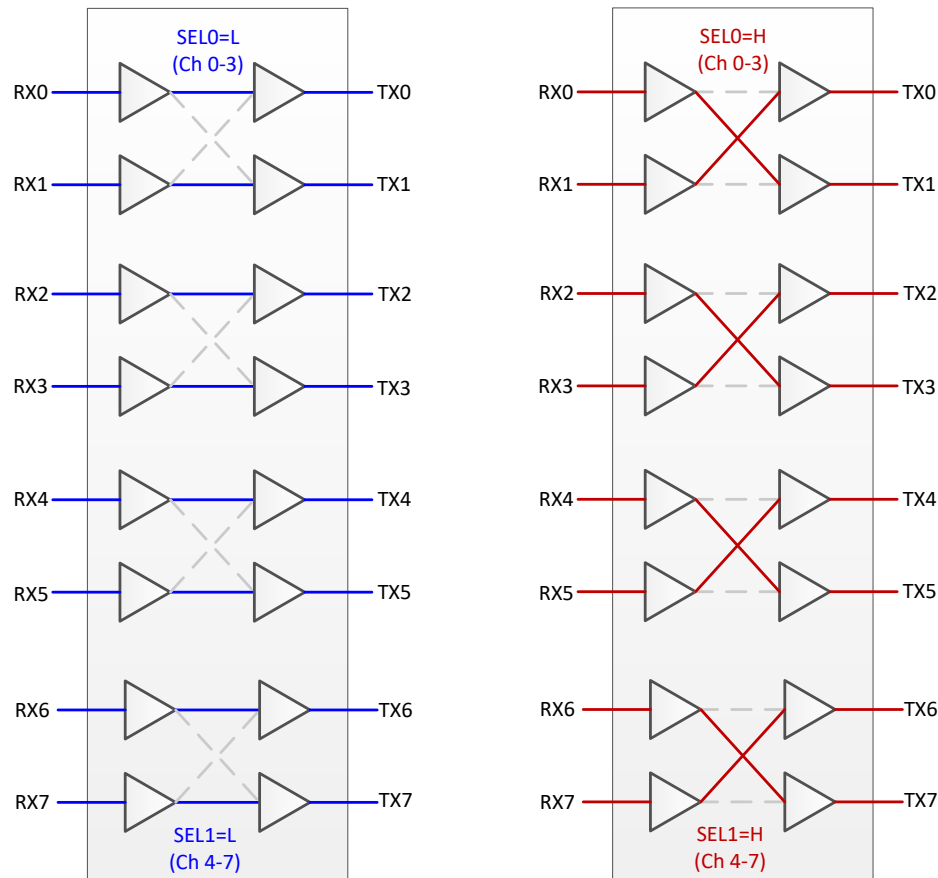 SEL0=L
(Ch 0-3)
RX0
TX0
RX1
TX1
RX2
TX2
RX3
TX3
RX4
TX4
RX5
TX5
RX6
TX6
RX7
TX7
SEL1=L
(Ch 4-7)
SEL0=H
(Ch 0-3)
RX0
TX0
RX1
TX1
RX2
TX2
RX3
TX3
RX4
TX4
RX5
TX5
RX6
TX6
RX7
TX7
SEL1=H
(Ch 4-7)